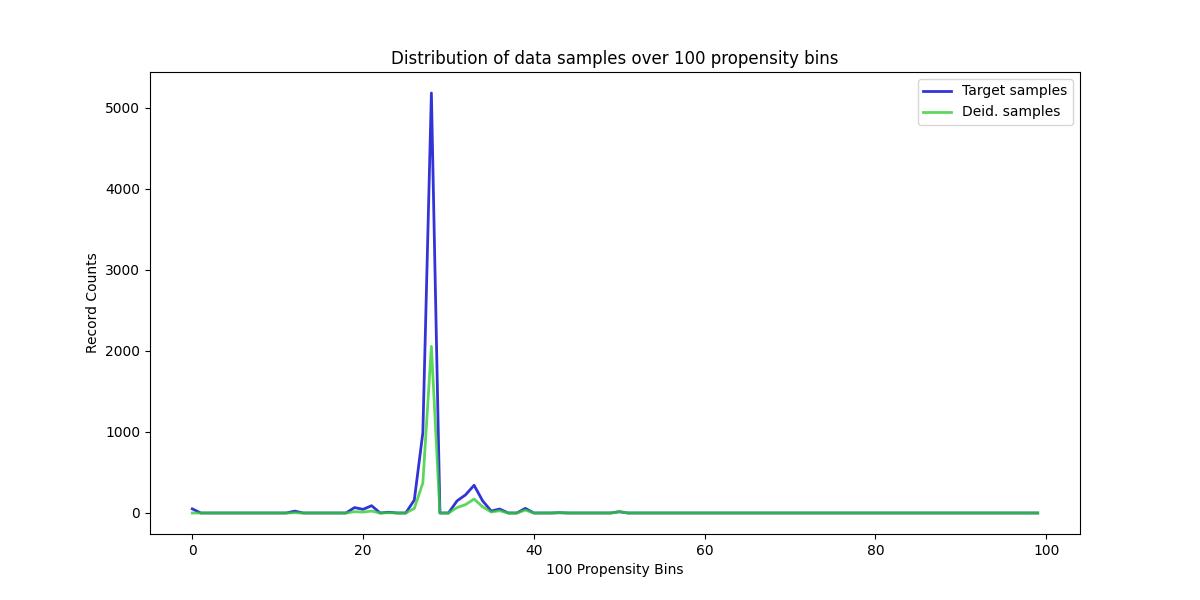 Distribution of data samples over 100 propensity bins
Target samples
Deid. samples
5000
4000
3000
2000
1000
0
Record Counts
0 20 40 60 80 100
100 Propensity Bins